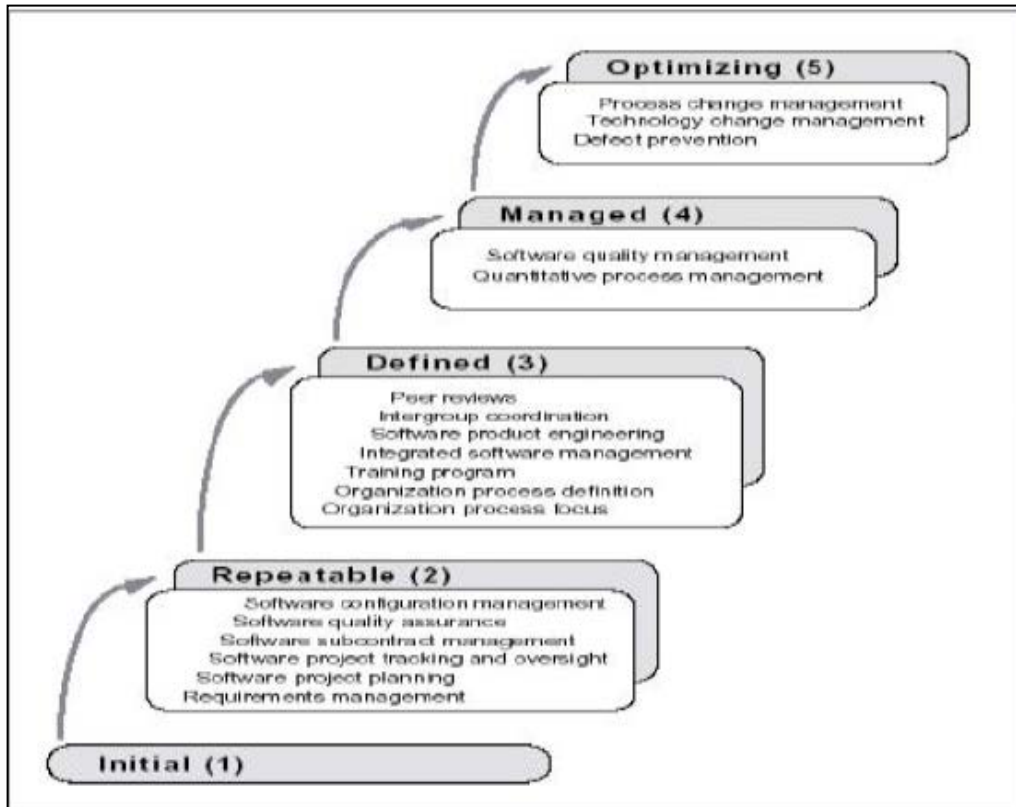 Optimizing (5)
Process change management
Technology change management
Defect prevention
Managed (4)
Software quality management
Quantitative process management
Defined (3)
Peer reviews
Intergroup coordination
Software product engineering
Integrated software management
Training program
Organization process definition
Organization process focus
Repeatable (2)
Software configuration management
Software quality assurance
Software subcontract management
Software project tracking and oversight
Software project planning
Requirements management
Initial (1)